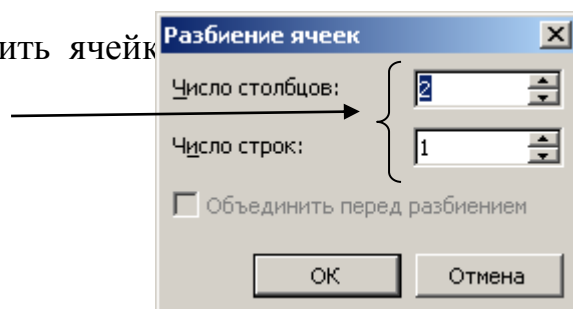 Разбиение ячеек
ить ячейк
Число столбцов:
2
Число строк:
1
Объединить перед разбиением
ОК
Отмена